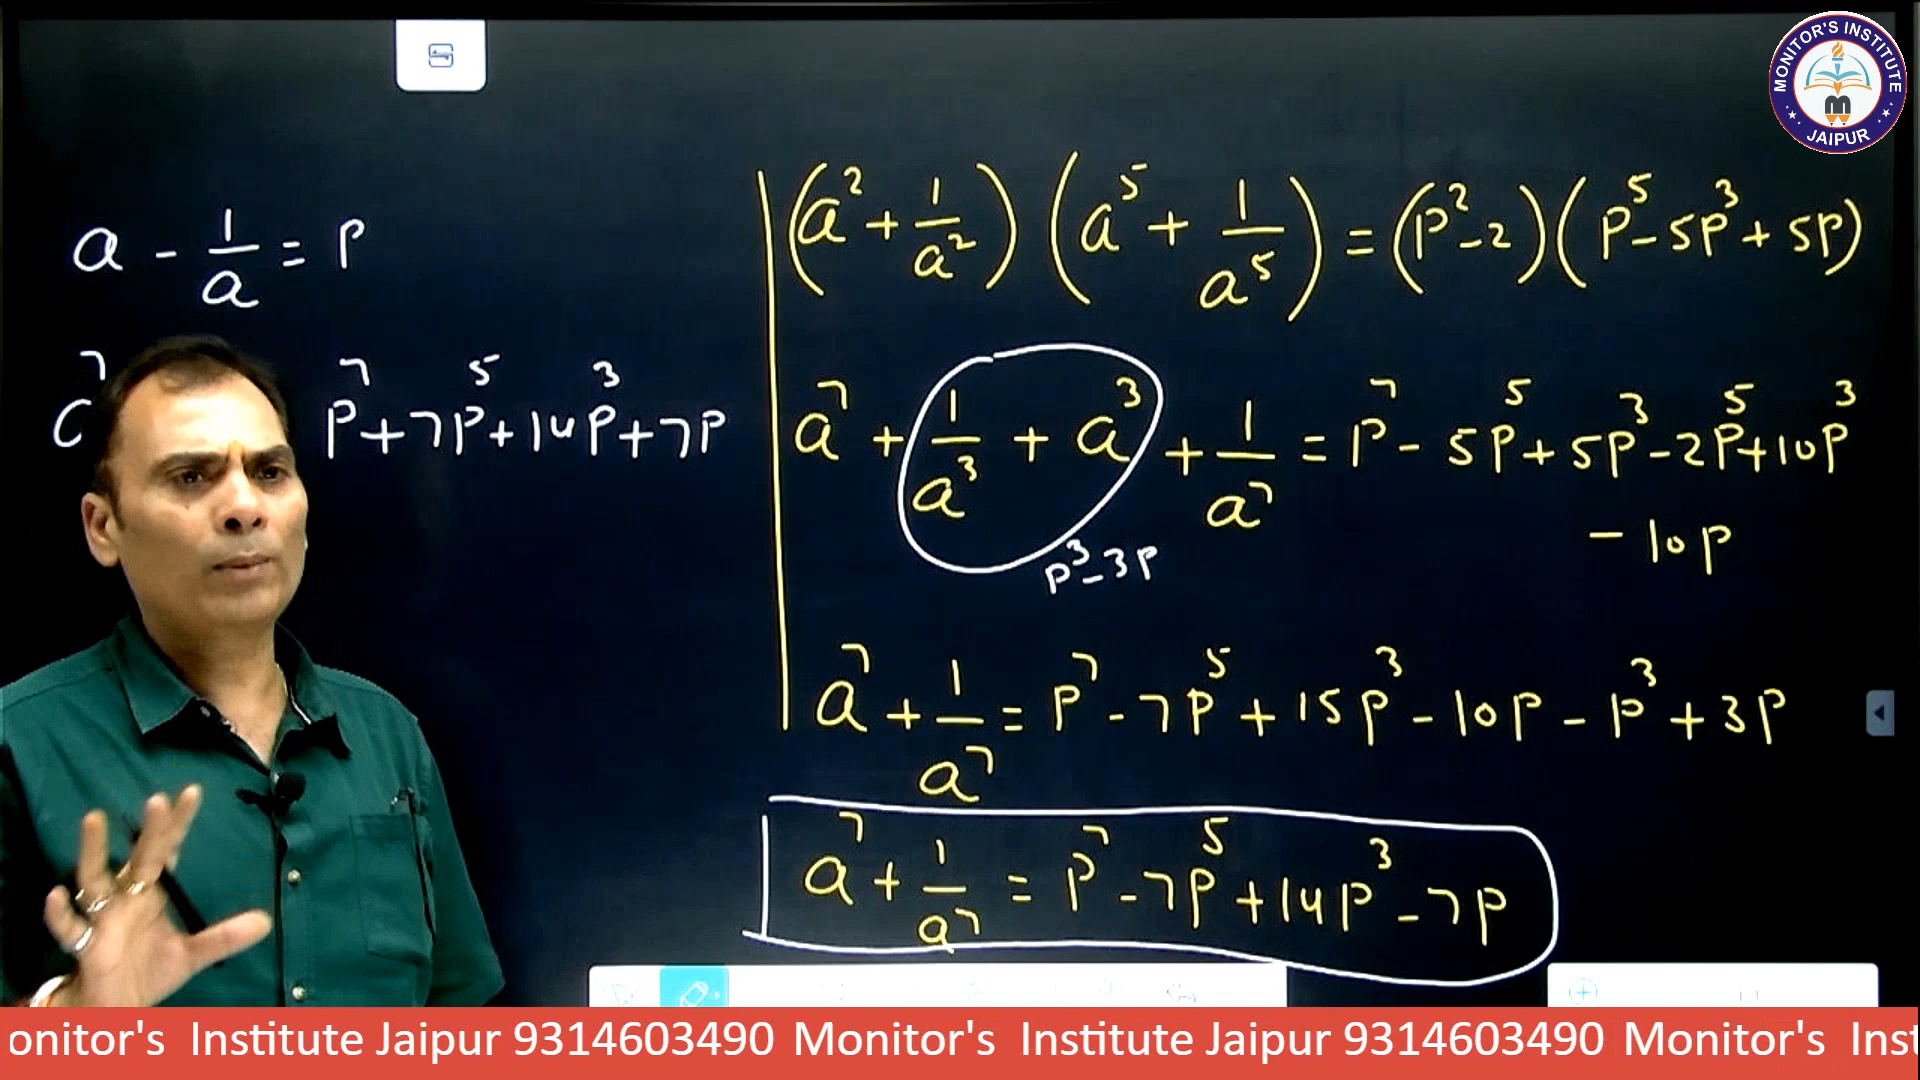 MONITOR'S INSTITUTE
JAIPUR
a - 1/a = p
p⁷ + 7p⁵ + 14p³ + 7p
(a² + 1/a²) (a⁵ + 1/a⁵) = (p² - 2) (p⁵ - 5p³ + 5p)
a⁷ + 1/a³ + a³ + 1/a⁷ = p⁷ - 5p⁵ + 5p³ - 2p⁵ + 10p³
- 10p
p³ - 3p
a⁷ + 1/a⁷ = p⁷ - 7p⁵ + 15p³ - 10p - p³ + 3p
a⁷ + 1/a⁷ = p⁷ - 7p⁵ + 14p³ - 7p
onitor's Institute Jaipur 9314603490 Monitor's Institute Jaipur 9314603490 Monitor's Inst